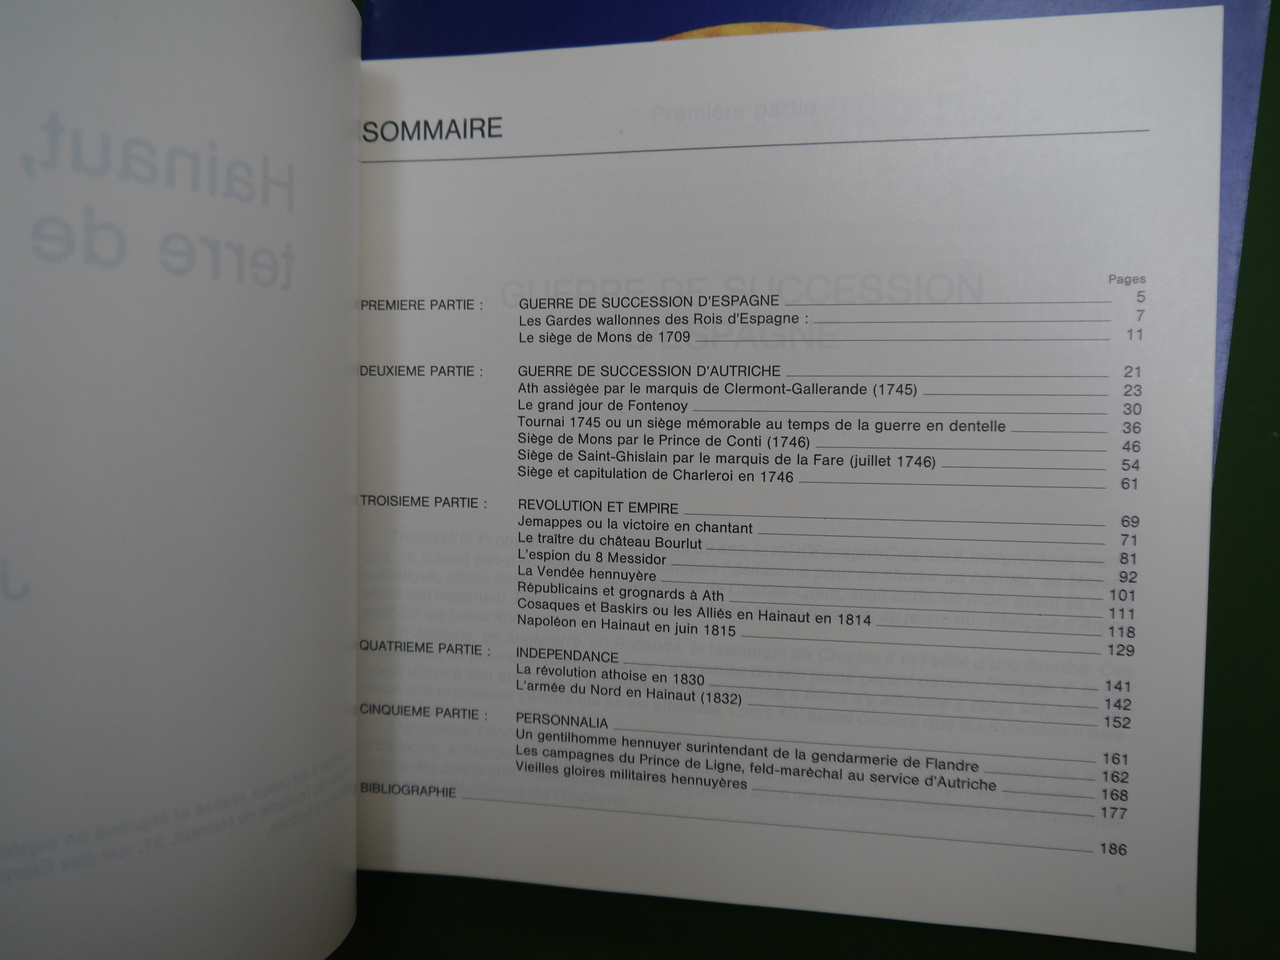 Hainaut,
terre de
J
SOMMAIRE
Première partie
Pages
PREMIERE PARTIE : GUERRE DE SUCCESSION D'ESPAGNE 5
Les Gardes wallonnes des Rois d'Espagne : 7
Le siège de Mons de 1709 11
DEUXIEME PARTIE : GUERRE DE SUCCESSION D'AUTRICHE 21
Ath assiégée par le marquis de Clermont-Gallerande (1745) 23
Le grand jour de Fontenoy 30
Tournai 1745 ou un siège mémorable au temps de la guerre en dentelle 36
Siège de Mons par le Prince de Conti (1746) 46
Siège de Saint-Ghislain par le marquis de la Fare (juillet 1746) 54
Siège et capitulation de Charleroi en 1746 61
TROISIEME PARTIE : REVOLUTION ET EMPIRE 69
Jemappes ou la victoire en chantant 71
Le traître du château Bourlut 81
L'espion du 8 Messidor 92
La Vendée hennuyère 101
Républicains et grognards à Ath 111
Cosaques et Baskirs ou les Alliés en Hainaut en 1814 118
Napoléon en Hainaut en juin 1815 129
QUATRIEME PARTIE : INDEPENDANCE 141
La révolution athoise en 1830 142
L'armée du Nord en Hainaut (1832) 152
CINQUIEME PARTIE : PERSONNALIA 161
Un gentilhomme hennuyer surintendant de la gendarmerie de Flandre 162
Les campagnes du Prince de Ligne, feld-maréchal au service d'Autriche 168
Vieilles gloires militaires hennuyères 177
BIBLIOGRAPHIE 186